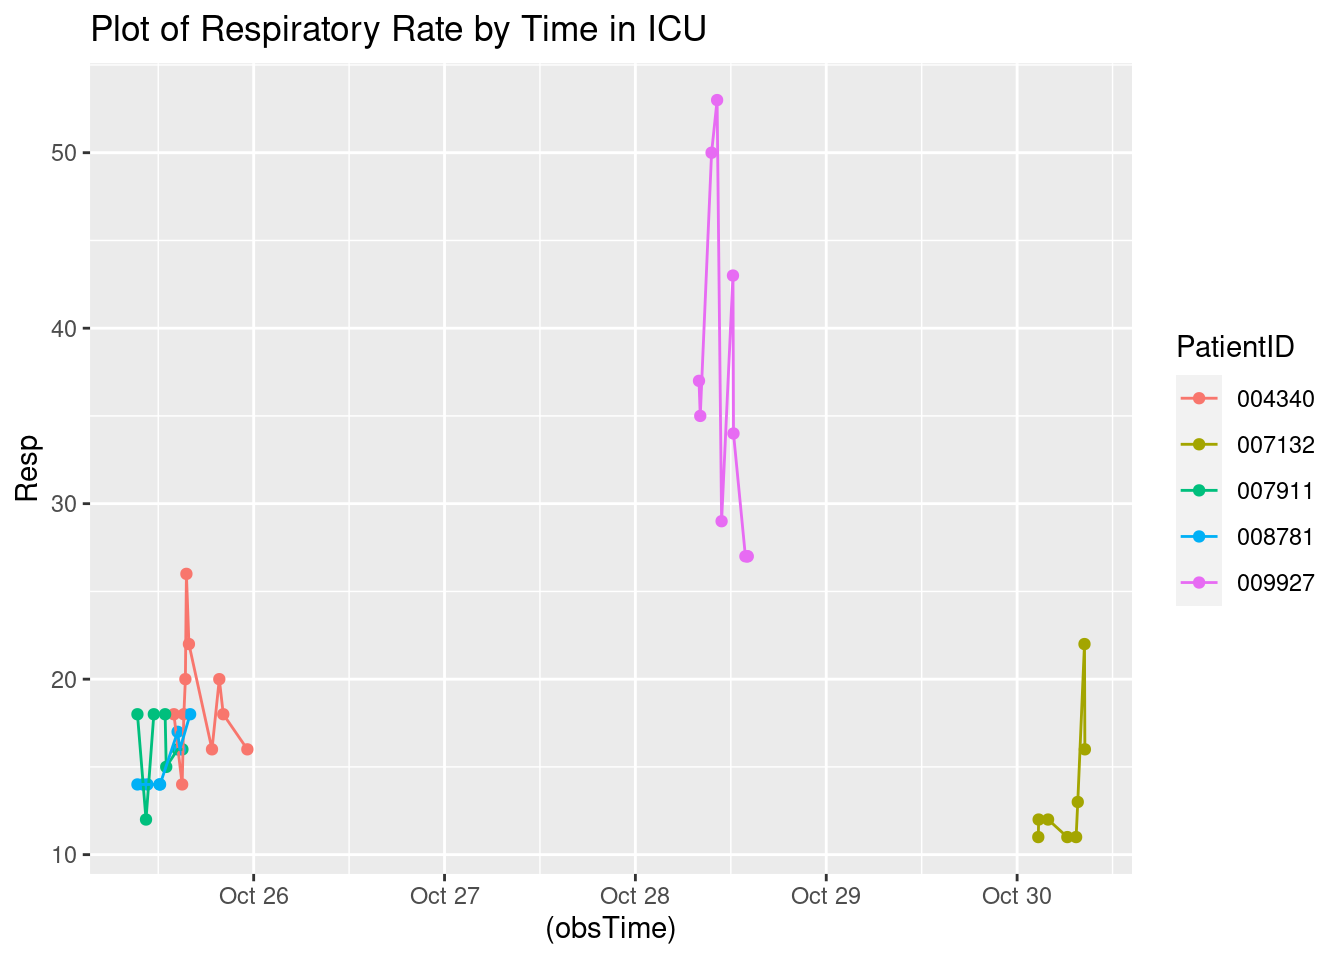 Plot of Respiratory Rate by Time in ICU
50
40
30
20
10
Resp
Oct 26
Oct 27
Oct 28
Oct 29
Oct 30
(obsTime)
PatientID
004340
007132
007911
008781
009927